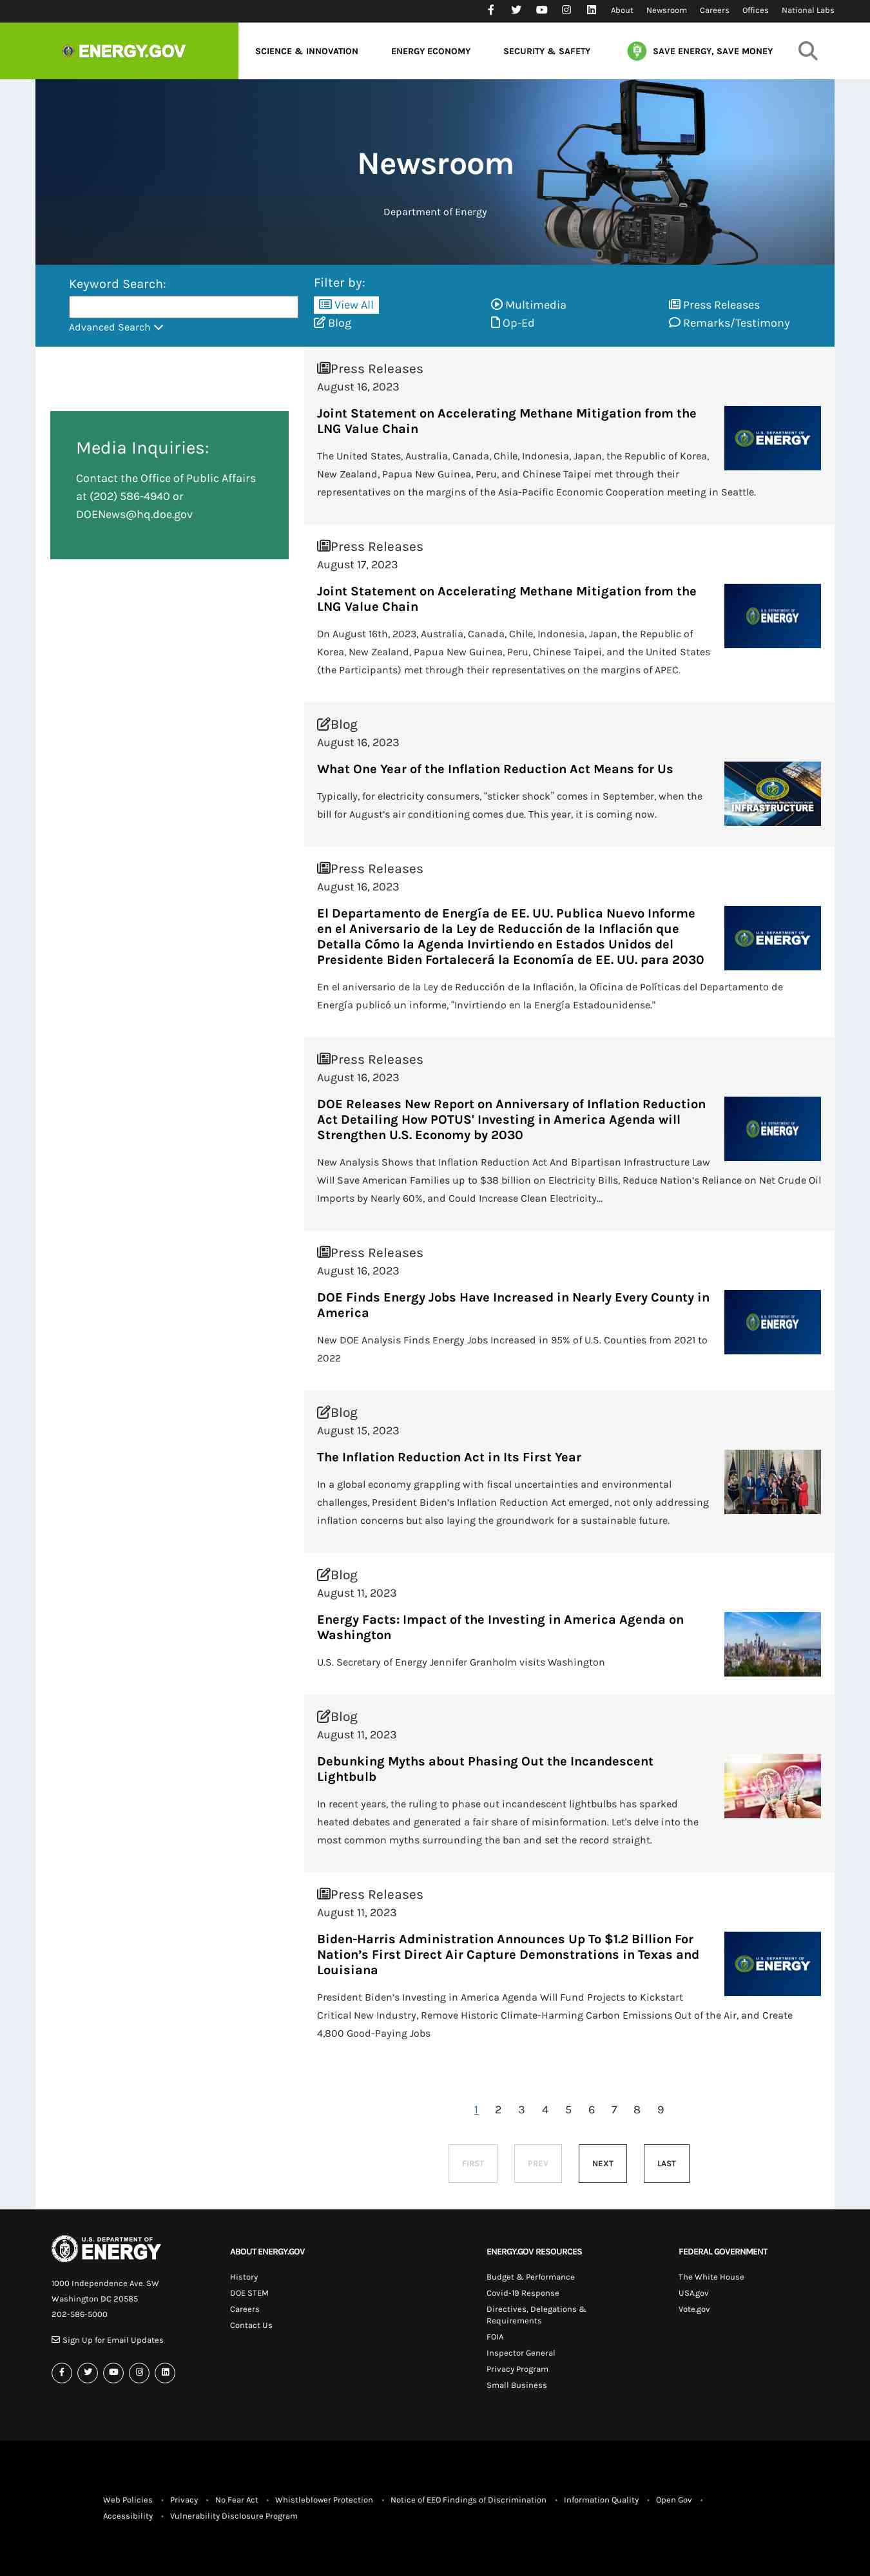 About Newsroom Careers Offices National Labs
ENERGY.GOV
SCIENCE & INNOVATION ENERGY ECONOMY SECURITY & SAFETY SAVE ENERGY, SAVE MONEY
Newsroom
Department of Energy
Keyword Search:
Advanced Search
Filter by:
View All Multimedia Press Releases
Blog Op-Ed Remarks/Testimony
Media Inquiries:
Contact the Office of Public Affairs
at (202) 586-4940 or
DOENews@hq.doe.gov
Press Releases
August 16, 2023
Joint Statement on Accelerating Methane Mitigation from the
LNG Value Chain
U.S. DEPARTMENT OF
ENERGY
The United States, Australia, Canada, Chile, Indonesia, Japan, the Republic of Korea,
New Zealand, Papua New Guinea, Peru, and Chinese Taipei met through their
representatives on the margins of the Asia-Pacific Economic Cooperation meeting in Seattle.
Press Releases
August 17, 2023
Joint Statement on Accelerating Methane Mitigation from the
LNG Value Chain
U.S. DEPARTMENT OF
ENERGY
On August 16th, 2023, Australia, Canada, Chile, Indonesia, Japan, the Republic of
Korea, New Zealand, Papua New Guinea, Peru, Chinese Taipei, and the United States
(the Participants) met through their representatives on the margins of APEC.
Blog
August 16, 2023
What One Year of the Inflation Reduction Act Means for Us
INFRASTRUCTURE
Typically, for electricity consumers, “sticker shock” comes in September, when the
bill for August’s air conditioning comes due. This year, it is coming now.
Press Releases
August 16, 2023
El Departamento de Energía de EE. UU. Publica Nuevo Informe
en el Aniversario de la Ley de Reducción de la Inflación que
Detalla Cómo la Agenda Invirtiendo en Estados Unidos del
Presidente Biden Fortalecerá la Economía de EE. UU. para 2030
U.S. DEPARTMENT OF
ENERGY
En el aniversario de la Ley de Reducción de la Inflación, la Oficina de Políticas del Departamento de
Energía publicó un informe, "Invirtiendo en la Energía Estadounidense."
Press Releases
August 16, 2023
DOE Releases New Report on Anniversary of Inflation Reduction
Act Detailing How POTUS' Investing in America Agenda will
Strengthen U.S. Economy by 2030
U.S. DEPARTMENT OF
ENERGY
New Analysis Shows that Inflation Reduction Act And Bipartisan Infrastructure Law
Will Save American Families up to $38 billion on Electricity Bills, Reduce Nation’s Reliance on Net Crude Oil
Imports by Nearly 60%, and Could Increase Clean Electricity...
Press Releases
August 16, 2023
DOE Finds Energy Jobs Have Increased in Nearly Every County in
America
U.S. DEPARTMENT OF
ENERGY
New DOE Analysis Finds Energy Jobs Increased in 95% of U.S. Counties from 2021 to
2022
Blog
August 15, 2023
The Inflation Reduction Act in Its First Year
In a global economy grappling with fiscal uncertainties and environmental
challenges, President Biden’s Inflation Reduction Act emerged, not only addressing
inflation concerns but also laying the groundwork for a sustainable future.
Blog
August 11, 2023
Energy Facts: Impact of the Investing in America Agenda on
Washington
U.S. Secretary of Energy Jennifer Granholm visits Washington
Blog
August 11, 2023
Debunking Myths about Phasing Out the Incandescent
Lightbulb
In recent years, the ruling to phase out incandescent lightbulbs has sparked
heated debates and generated a fair share of misinformation. Let's delve into the
most common myths surrounding the ban and set the record straight.
Press Releases
August 11, 2023
Biden-Harris Administration Announces Up To $1.2 Billion For
Nation’s First Direct Air Capture Demonstrations in Texas and
Louisiana
U.S. DEPARTMENT OF
ENERGY
President Biden’s Investing in America Agenda Will Fund Projects to Kickstart
Critical New Industry, Remove Historic Climate-Harming Carbon Emissions Out of the Air, and Create
4,800 Good-Paying Jobs
1 2 3 4 5 6 7 8 9
FIRST PREV NEXT LAST
U.S. DEPARTMENT OF
ENERGY
1000 Independence Ave. SW
Washington DC 20585
202-586-5000
Sign Up for Email Updates
ABOUT ENERGY.GOV
History
DOE STEM
Careers
Contact Us
ENERGY.GOV RESOURCES
Budget & Performance
Covid-19 Response
Directives, Delegations &
Requirements
FOIA
Inspector General
Privacy Program
Small Business
FEDERAL GOVERNMENT
The White House
USA.gov
Vote.gov
Web Policies • Privacy • No Fear Act • Whistleblower Protection • Notice of EEO Findings of Discrimination • Information Quality • Open Gov •
Accessibility • Vulnerability Disclosure Program